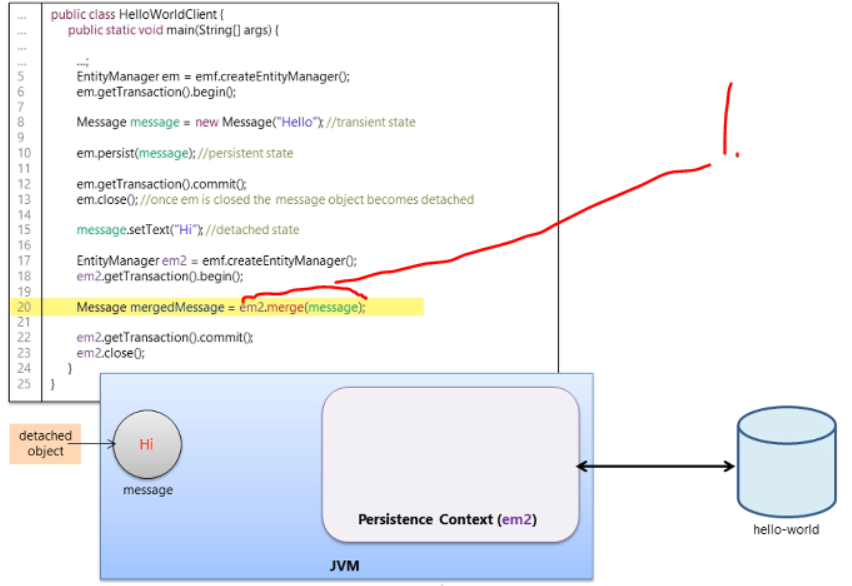 ... public class HelloWorldClient {
... public static void main(String[] args) {
...
... ...;
5 EntityManager em = emf.createEntityManager();
6 em.getTransaction().begin();
7
8 Message message = new Message("Hello"); //transient state
9
10 em.persist(message); //persistent state
11
12 em.getTransaction().commit();
13 em.close(); //once em is closed the message object becomes detached
14
15 message.setText("Hi"); //detached state
16
17 EntityManager em2 = emf.createEntityManager();
18 em2.getTransaction().begin();
19
20 Message mergedMessage = em2.merge(message);
21
22 em2.getTransaction().commit();
23 em2.close();
24 }
25 }
1.
detached
object
Hi
message
Persistence Context (em2)
JVM
hello-world